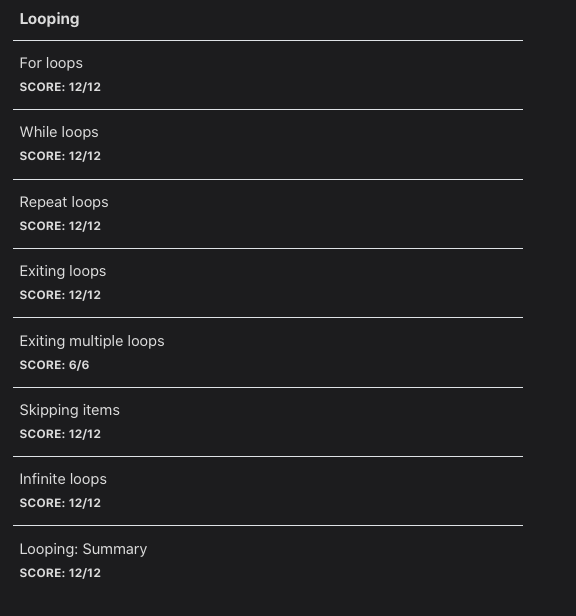 Looping
For loops
SCORE: 12/12
While loops
SCORE: 12/12
Repeat loops
SCORE: 12/12
Exiting loops
SCORE: 12/12
Exiting multiple loops
SCORE: 6/6
Skipping items
SCORE: 12/12
Infinite loops
SCORE: 12/12
Looping: Summary
SCORE: 12/12